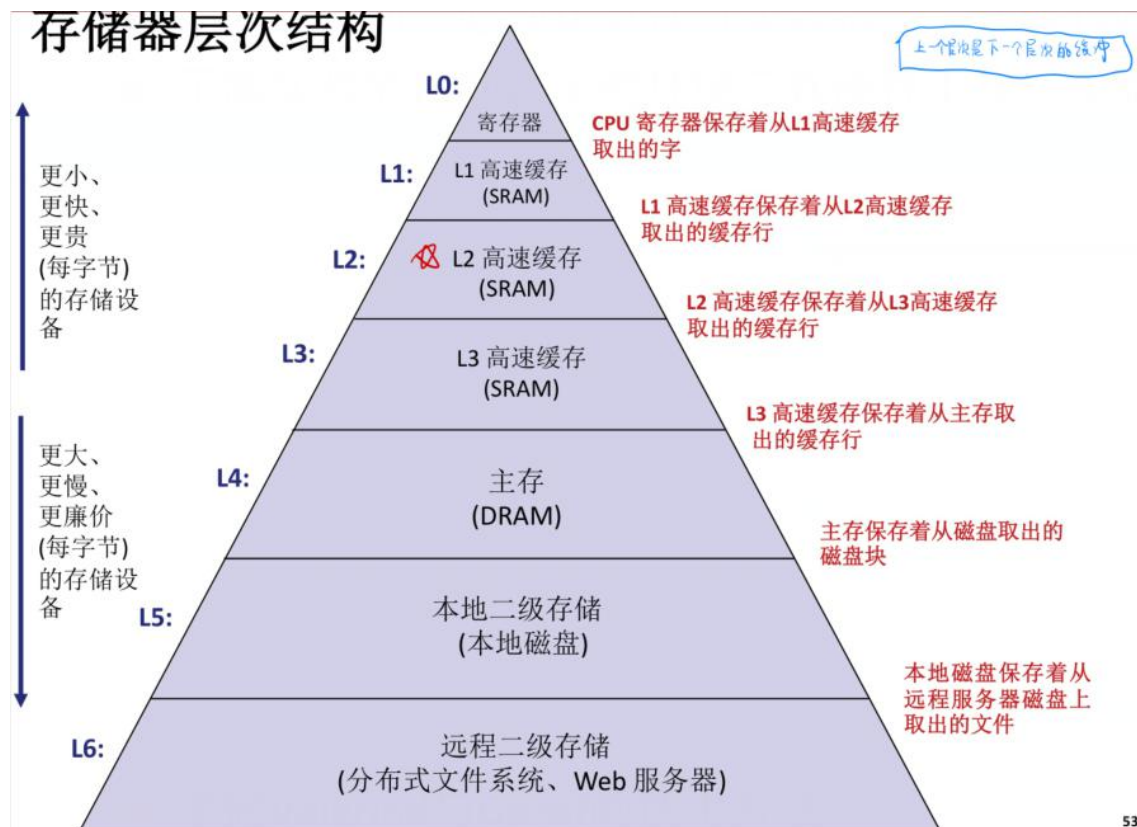 存储器层次结构
上一个层次是下一个层次的缓冲
L0:
寄存器
CPU 寄存器保存着从L1高速缓存
取出的字
更小、
更快、
更贵
(每字节)
的存储设
备
L1:
L1 高速缓存
(SRAM)
L1 高速缓存保存着从L2高速缓存
取出的缓存行
L2:
L2 高速缓存
(SRAM)
L2 高速缓存保存着从L3高速缓存
取出的缓存行
L3:
L3 高速缓存
(SRAM)
L3 高速缓存保存着从主存取
出的缓存行
更大、
更慢、
更廉价
(每字节)
的存储设
备
L4:
主存
(DRAM)
主存保存着从磁盘取出的
磁盘块
L5:
本地二级存储
(本地磁盘)
本地磁盘保存着从
远程服务器磁盘上
取出的文件
L6:
远程二级存储
(分布式文件系统、Web 服务器)
53